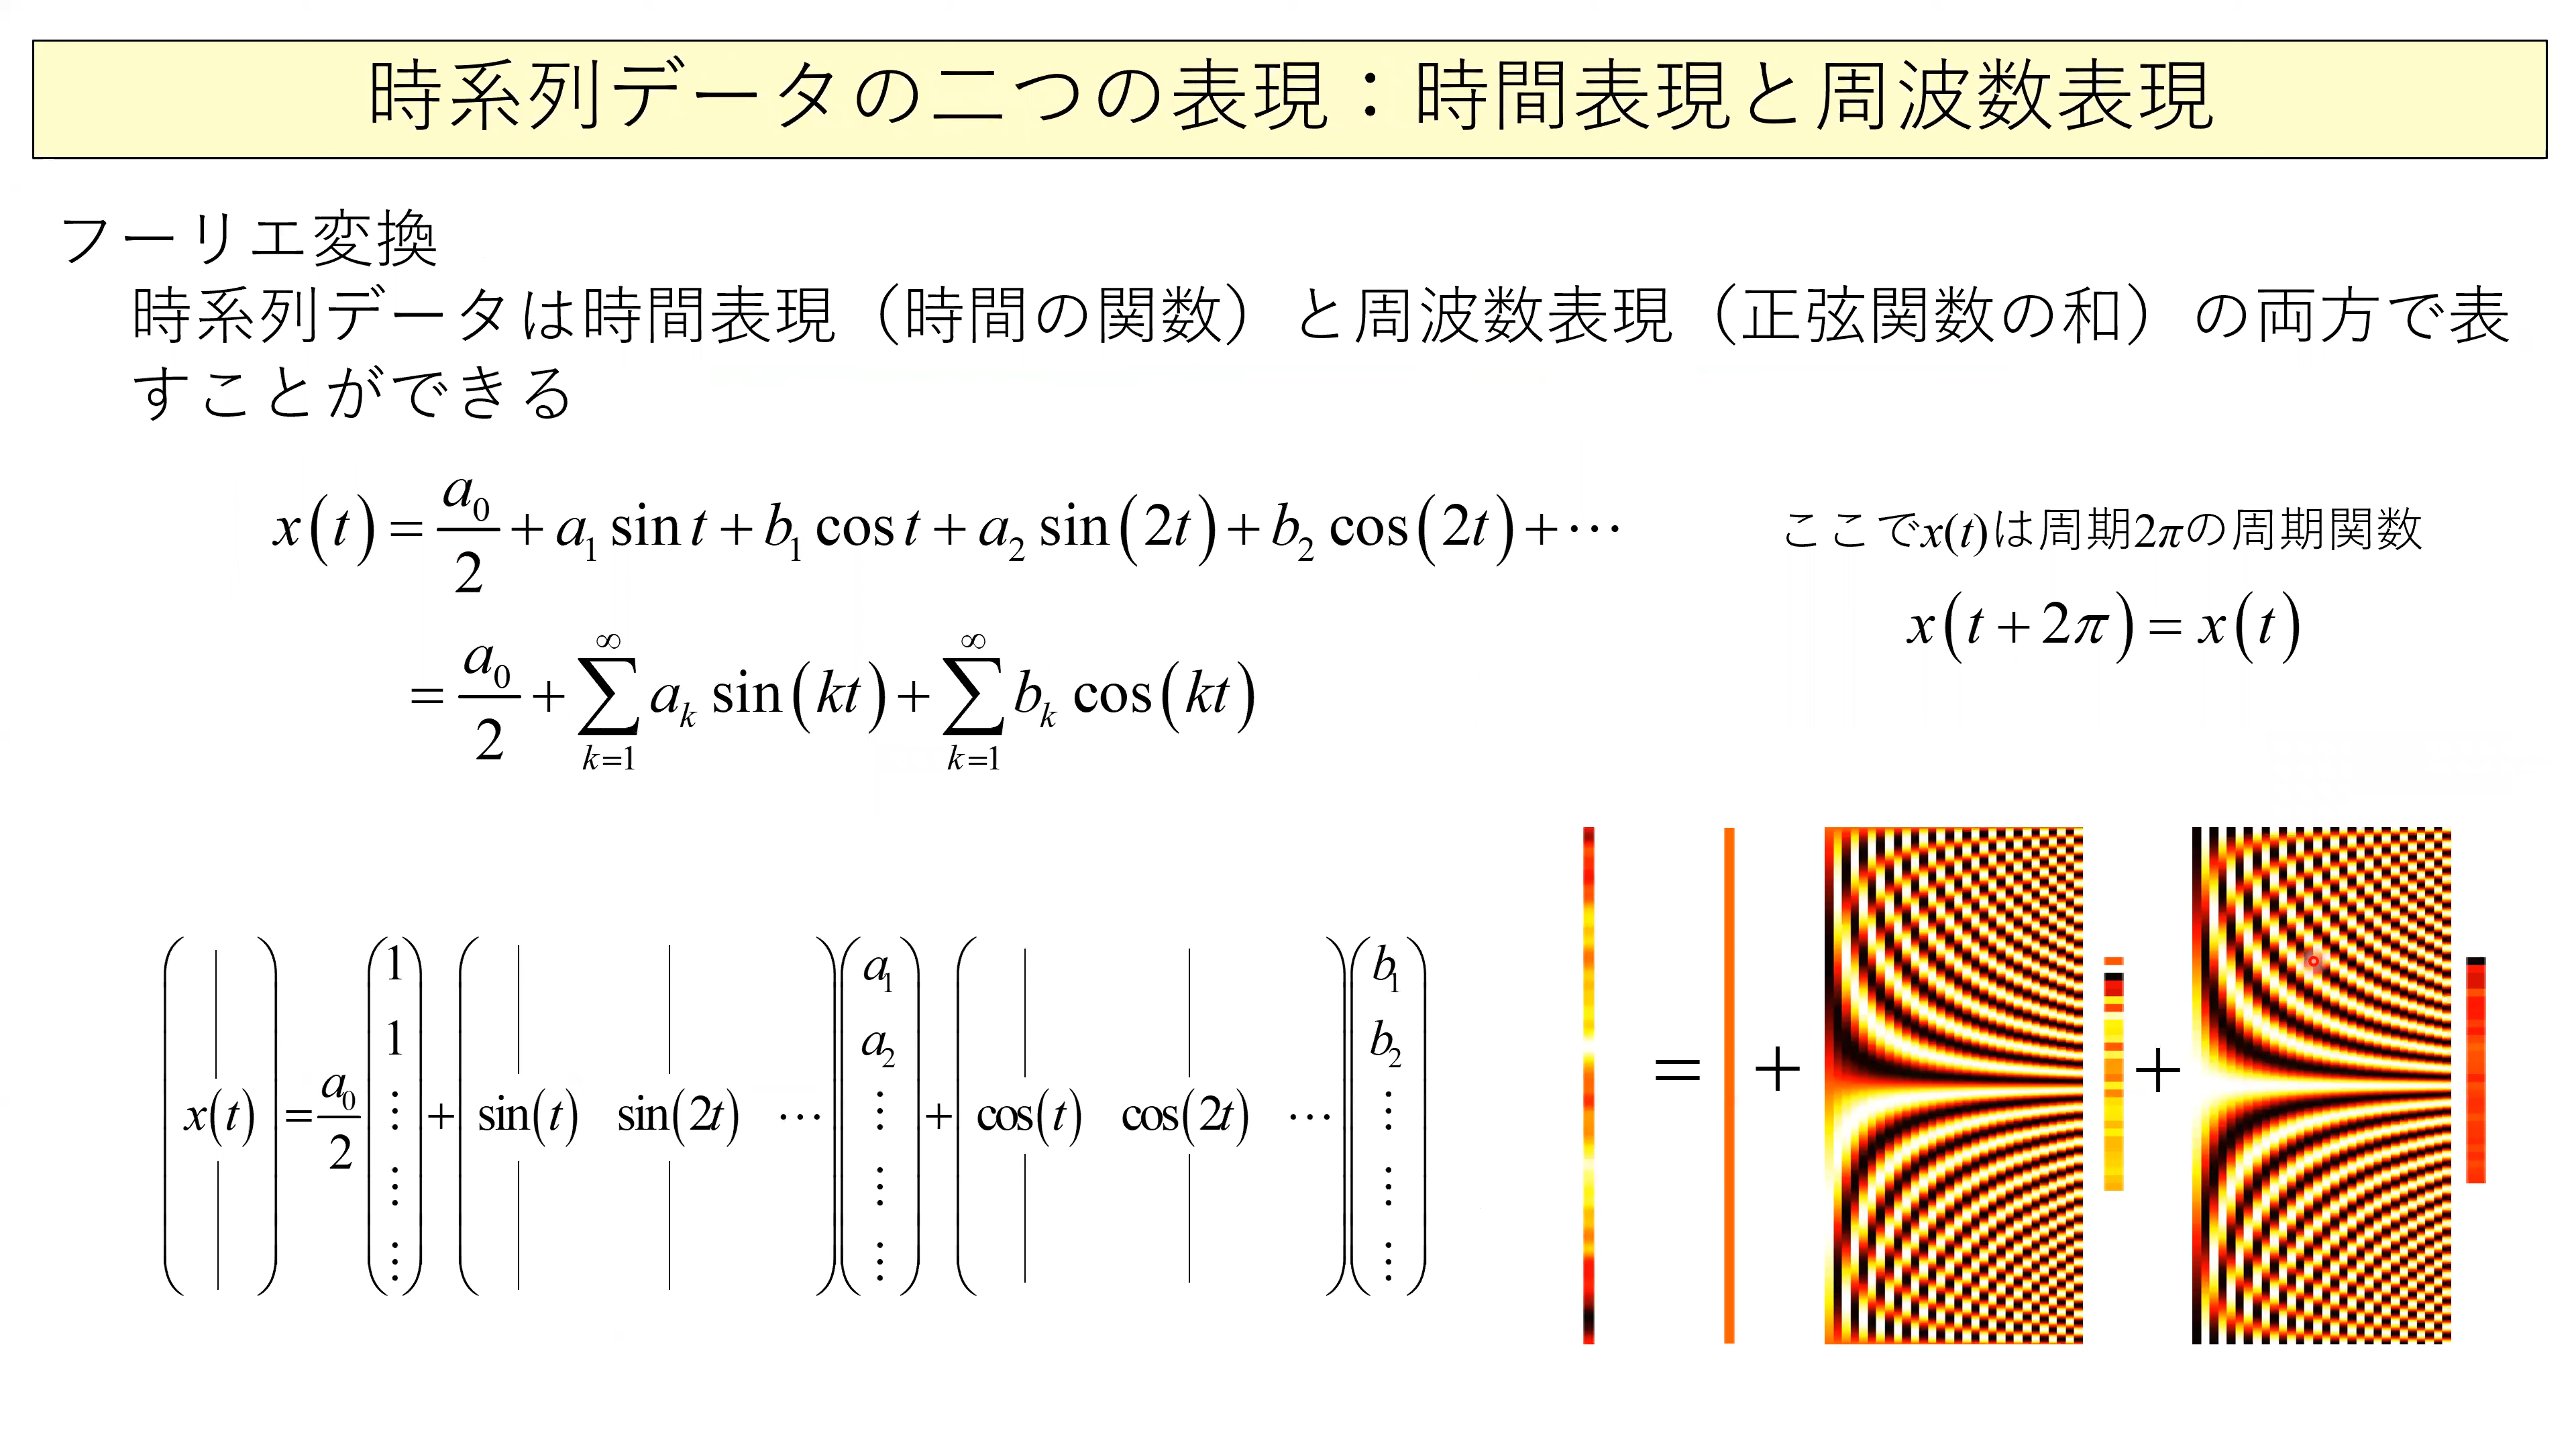 時系列データの二つの表現：時間表現と周波数表現
フーリエ変換
時系列データは時間表現（時間の関数）と周波数表現（正弦関数の和）の両方で表
すことができる
x(t) = a₀/2 + a₁ sin t + b₁ cos t + a₂ sin(2t) + b₂ cos(2t) + ⋯
ここでx(t)は周期2πの周期関数
x(t + 2π) = x(t)
= a₀/2 + ∑_{k=1}^{∞} aₖ sin(kt) + ∑_{k=1}^{∞} bₖ cos(kt)
(x(t)) = a₀/2 (1 1 ⋮ ⋮ ⋮) + (sin(t) sin(2t) ⋯)(a₁ a₂ ⋮ ⋮ ⋮) + (cos(t) cos(2t) ⋯)(b₁ b₂ ⋮ ⋮ ⋮)
= + +